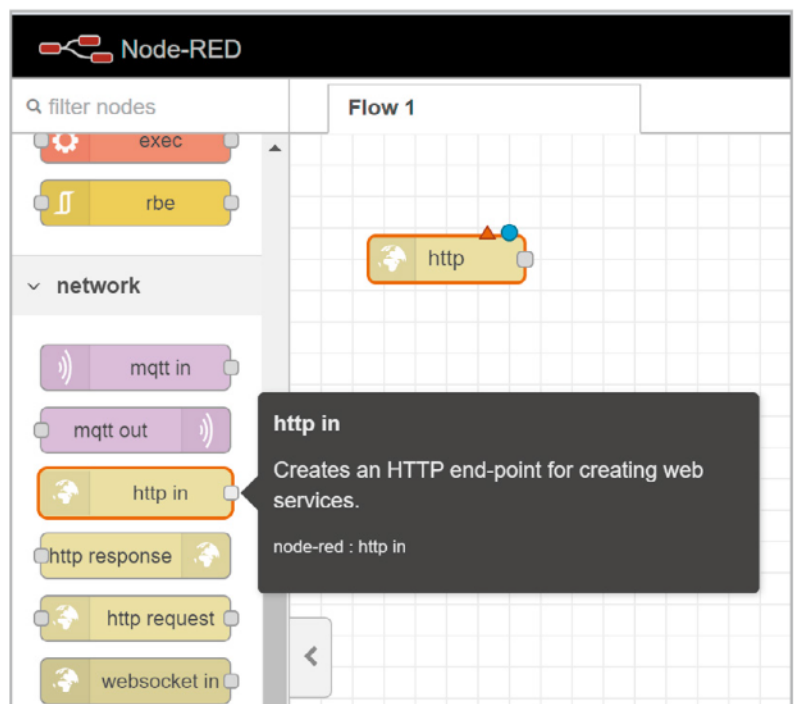 Node-RED
filter nodes
Flow 1
exec
rbe
http
network
mqtt in
mqtt out
http in
http in
Creates an HTTP end-point for creating web
services.
node-red : http in
http response
http request
websocket in